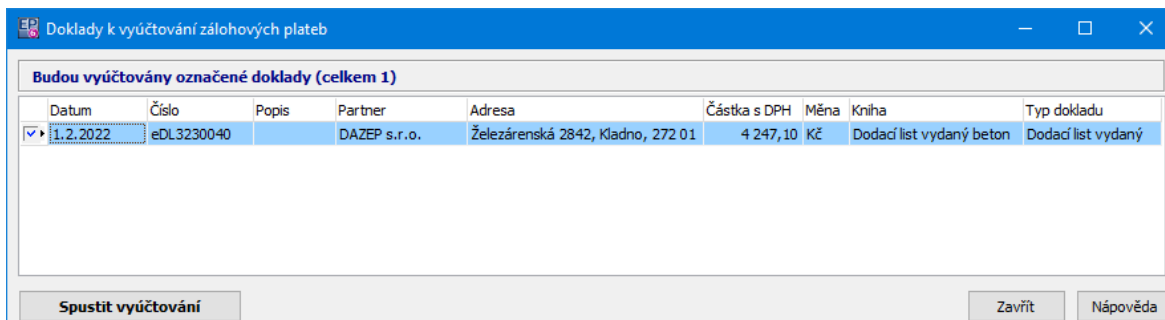 Doklady k vyúčtování zálohových plateb
Budou vyúčtovány označené doklady (celkem 1)
Datum Číslo Popis Partner Adresa Částka s DPH Měna Kniha Typ dokladu
1.2.2022 eDL3230040 DAZEP s.r.o. Železárenská 2842, Kladno, 272 01 4 247,10 Kč Dodací list vydaný beton Dodací list vydaný
Spustit vyúčtování Zavřít Nápověda